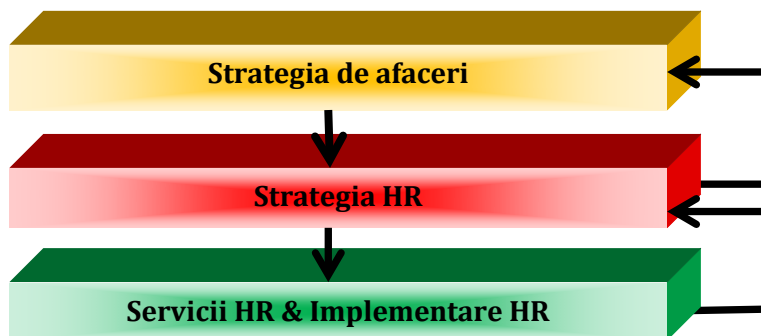 Strategia de afaceri
Strategia HR
Servicii HR & Implementare HR